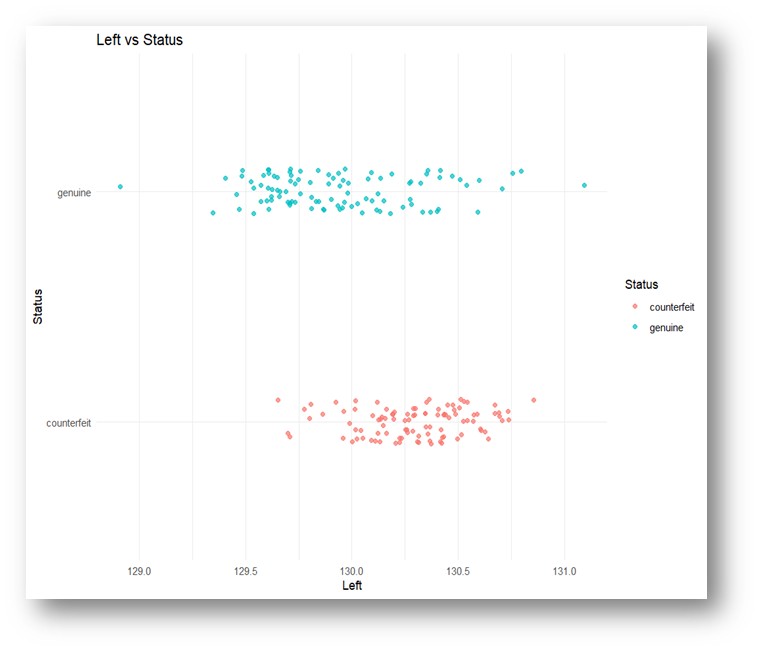 Left vs Status
genuine
Status
counterfeit
Status
counterfeit
genuine
129.0 129.5 130.0 130.5 131.0
Left